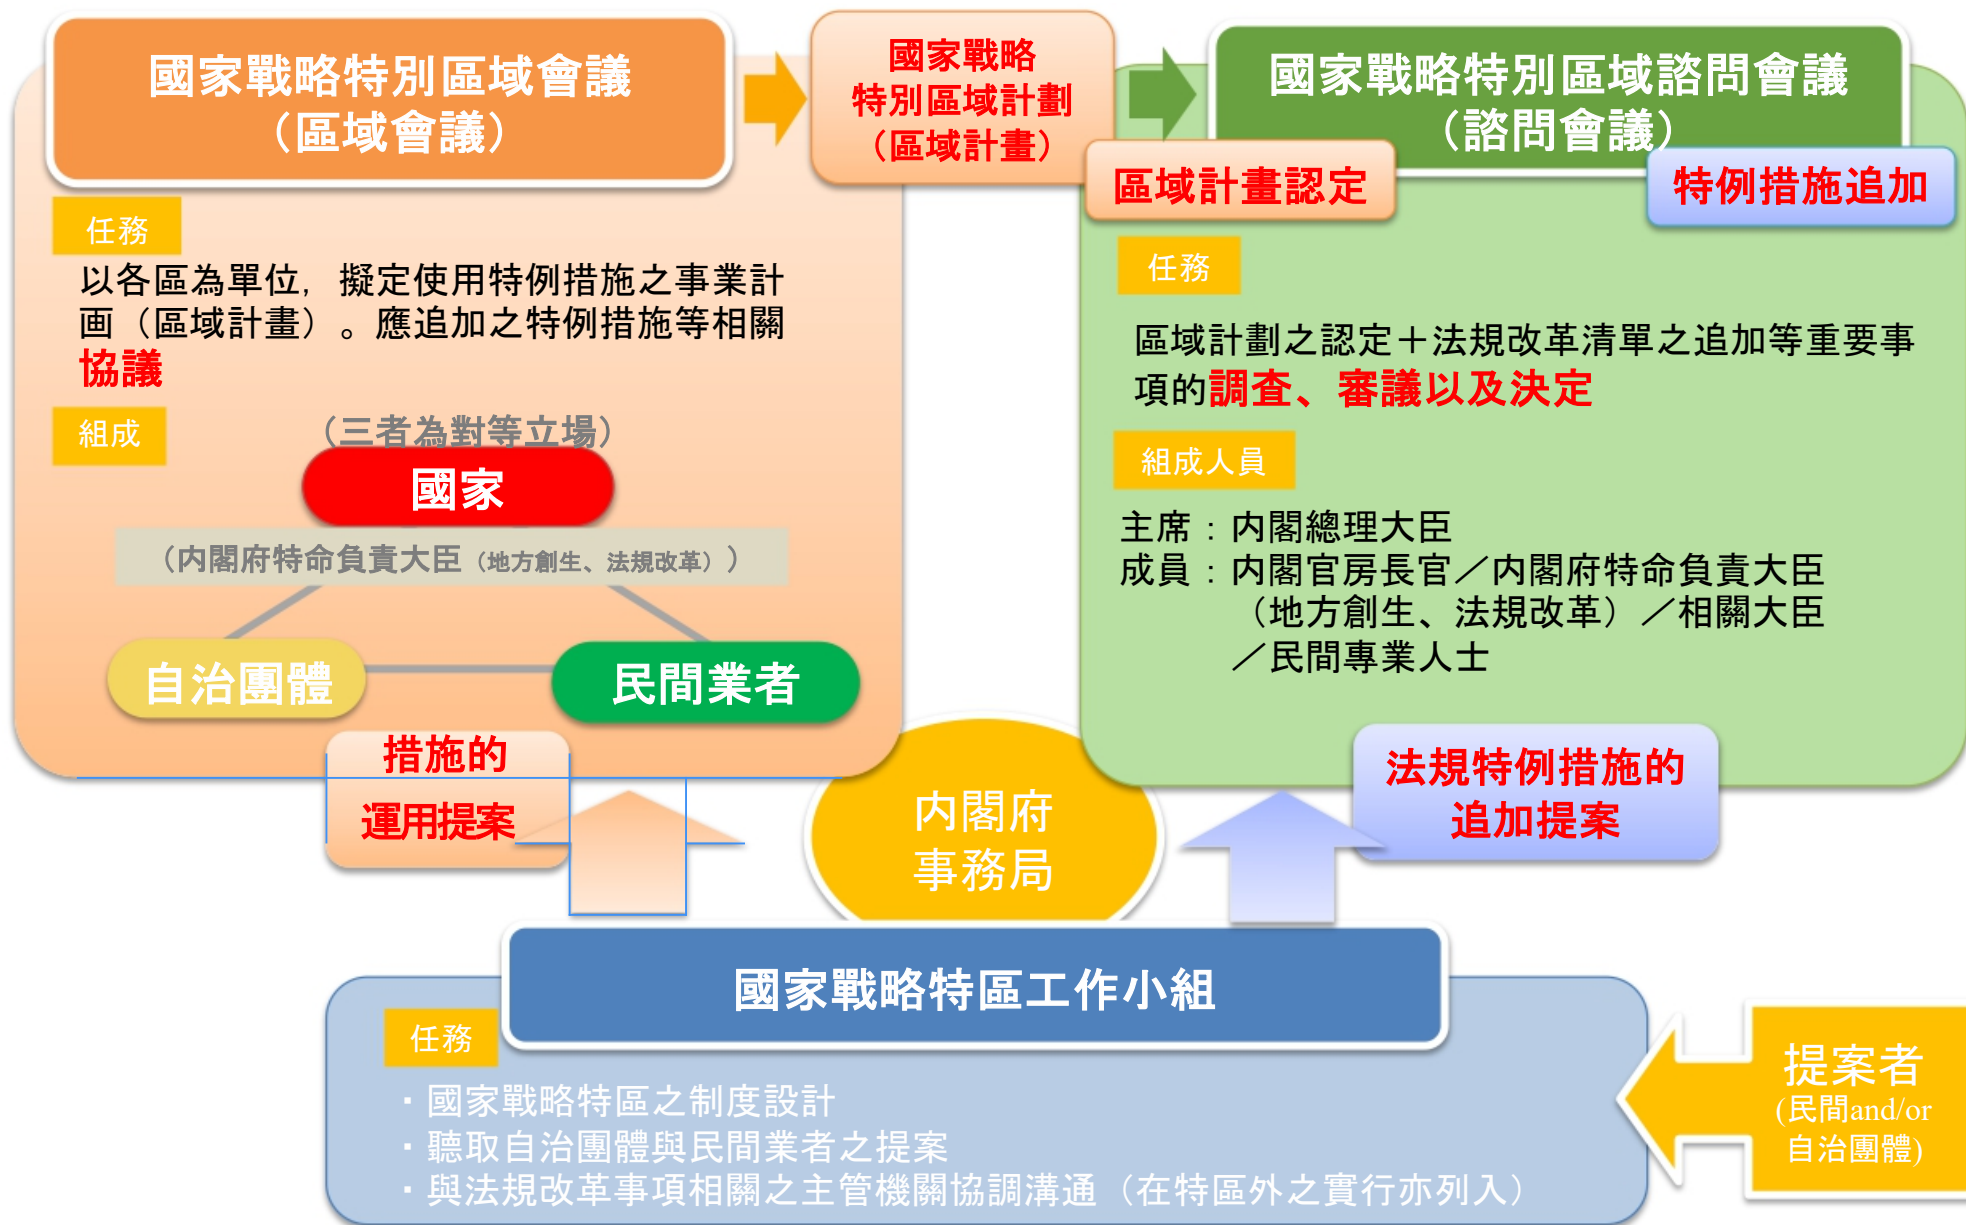 國家戰略特別區域會議
（區域會議）
國家戰略
特別區域計劃
（區域計畫）
國家戰略特別區域諮問會議
（諮問會議）
區域計畫認定
特例措施追加
任務
以各區為單位，擬定使用特例措施之事業計
画（區域計畫）。應追加之特例措施等相關
協議
組成
（三者為對等立場）
國家
（内閣府特命負責大臣（地方創生、法規改革））
自治團體
民間業者
任務
區域計劃之認定＋法規改革清單之追加等重要事
項的調查、審議以及決定
組成人員
主席：内閣總理大臣
成員：内閣官房長官／内閣府特命負責大臣
（地方創生、法規改革）／相關大臣
／民間專業人士
措施的
運用提案
内閣府
事務局
法規特例措施的
追加提案
國家戰略特區工作小組
任務
・國家戰略特區之制度設計
・聽取自治團體與民間業者之提案
・與法規改革事項相關之主管機關協調溝通（在特區外之實行亦列入）
提案者
(民間and/or
自治團體)